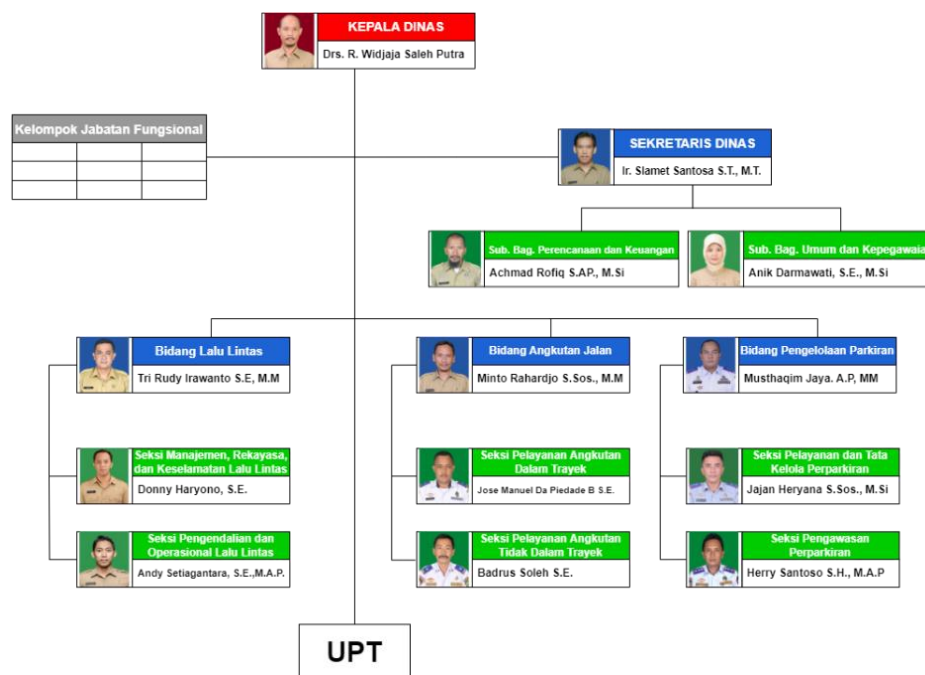 KEPALA DINAS
Drs. R. Widjaja Saleh Putra
Kelompok Jabatan Fungsional
SEKRETARIS DINAS
Ir. Slamet Santosa S.T., M.T.
Sub. Bag. Perencanaan dan Keuangan
Achmad Rofiq S.AP., M.Si
Sub. Bag. Umum dan Kepegawaia
Anik Darmawati, S.E., M.Si
Bidang Lalu Lintas
Tri Rudy Irawanto S.E, M.M
Bidang Angkutan Jalan
Minto Rahardjo S.Sos., M.M
Bidang Pengelolaan Parkiran
Musthaqim Jaya. A.P, MM
Seksi Manajemen, Rekayasa,
dan Keselamatan Lalu Lintas
Donny Haryono, S.E.
Seksi Pelayanan Angkutan
Dalam Trayek
Jose Manuel Da Piedade B S.E.
Seksi Pelayanan dan Tata
Kelola Perparkiran
Jajan Heryana S.Sos., M.Si
Seksi Pengendalian dan
Operasional Lalu Lintas
Andy Setiagantara, S.E.,M.A.P.
Seksi Pelayanan Angkutan
Tidak Dalam Trayek
Badrus Soleh S.E.
Seksi Pengawasan
Perparkiran
Herry Santoso S.H., M.A.P
UPT